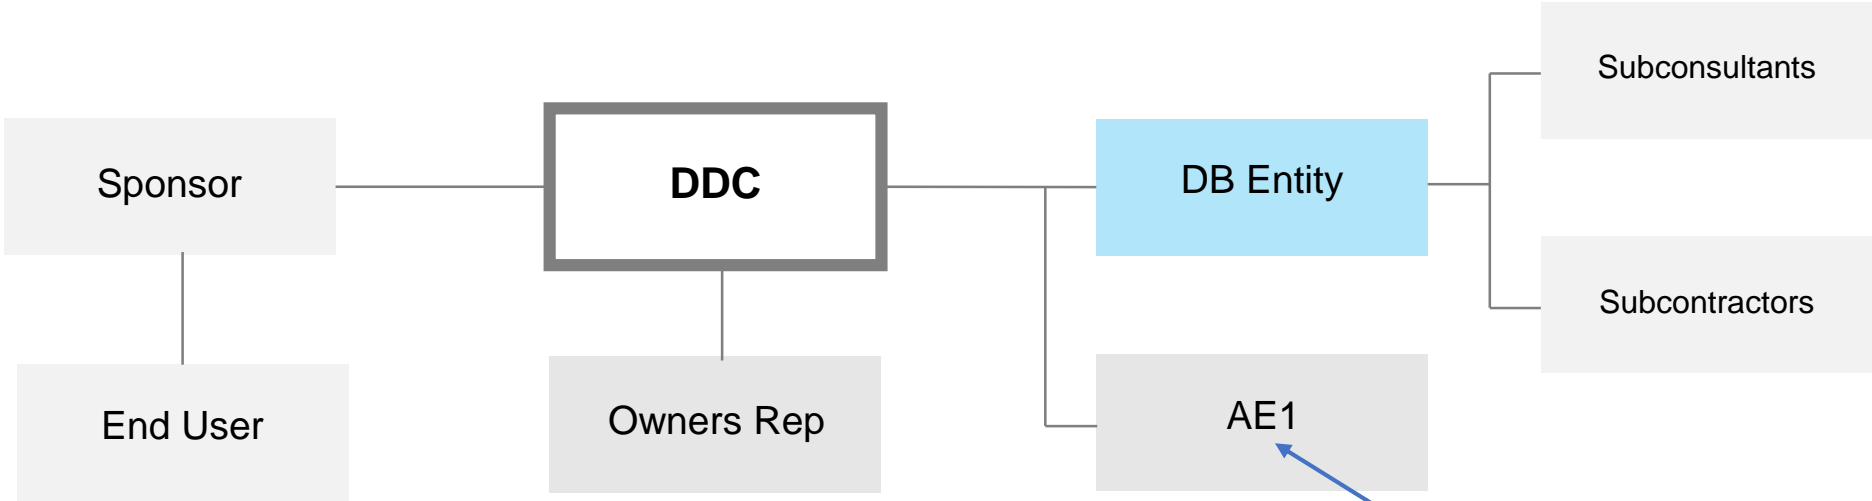 Subconsultants
Sponsor
DDC
DB Entity
Subcontractors
End User
Owners Rep
AE1